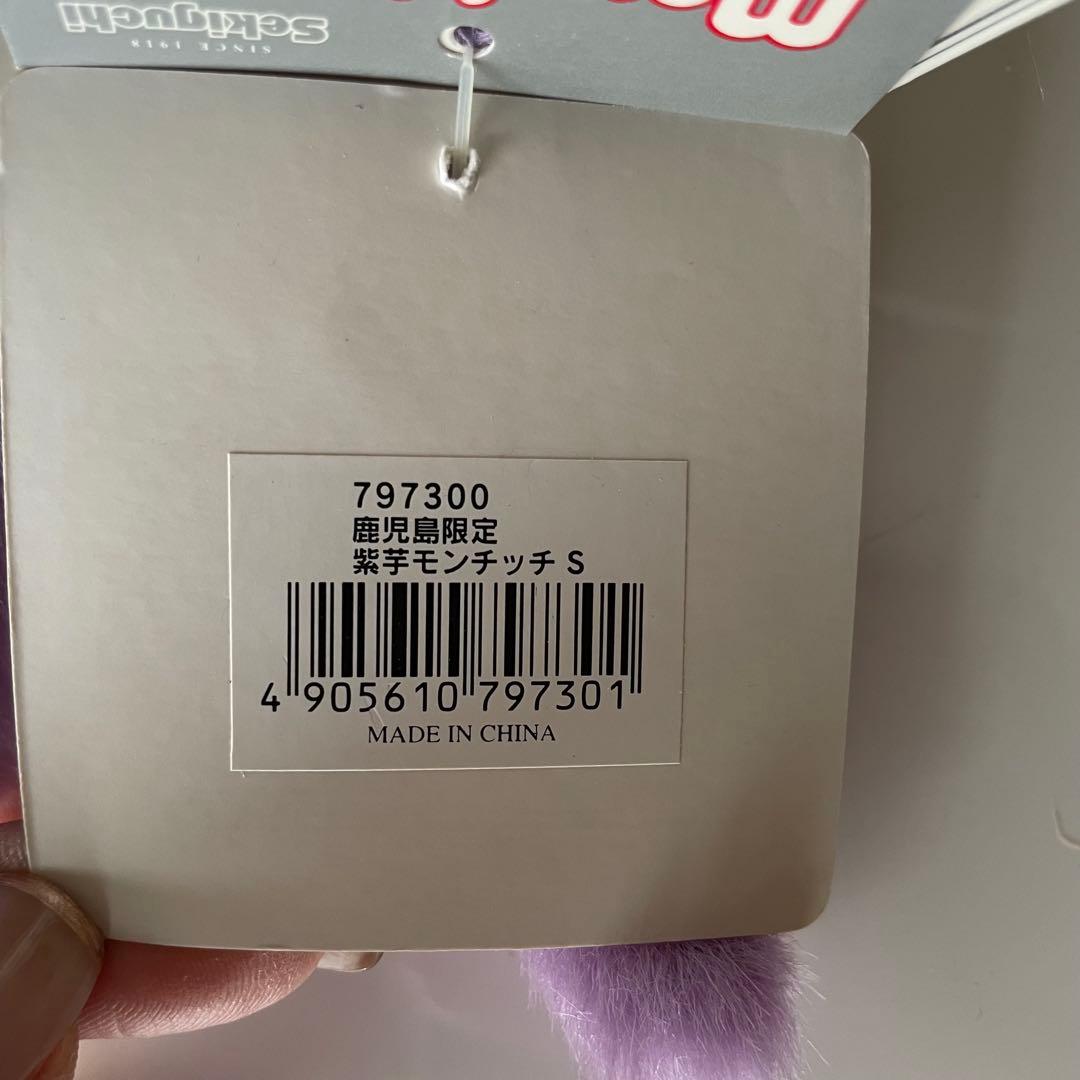 Sekiguchi
SINCE 1918
797300
鹿児島限定
紫芋モンチッチ S
4 905610 797301
MADE IN CHINA